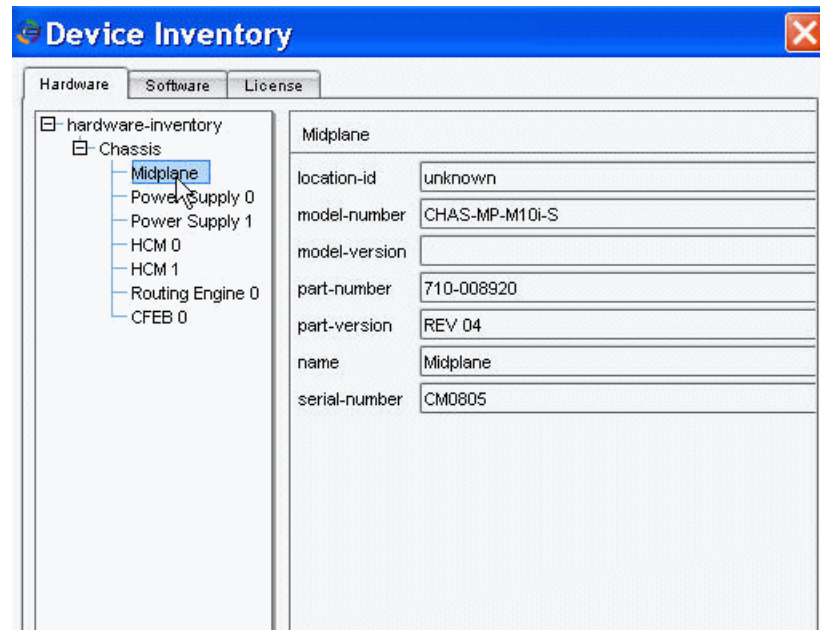 Device Inventory
Hardware Software License
hardware-inventory
Chassis
Midplane
Power Supply 0
Power Supply 1
HCM 0
HCM 1
Routing Engine 0
CFEB 0
Midplane
location-id unknown
model-number CHAS-MP-M10i-S
model-version
part-number 710-008920
part-version REV 04
name Midplane
serial-number CM0805